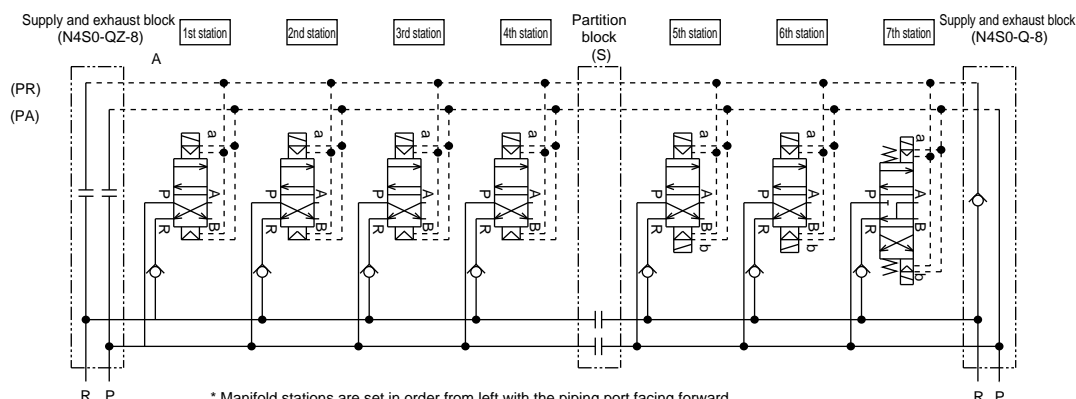 Supply and exhaust block
(N4S0-QZ-8)
1st station
2nd station
3rd station
4th station
Partition
block
(S)
5th station
6th station
7th station
Supply and exhaust block
(N4S0-Q-8)
A
(PR)
(PA)
a
P
A
R
B
a
P
A
R
B
a
P
A
R
B
a
P
A
R
B
a
P
A
R
B
b
a
P
A
R
B
b
a
P
A
R
B
b
R P
* Manifold stations are set in order from left with the piping port facing forward.
R P